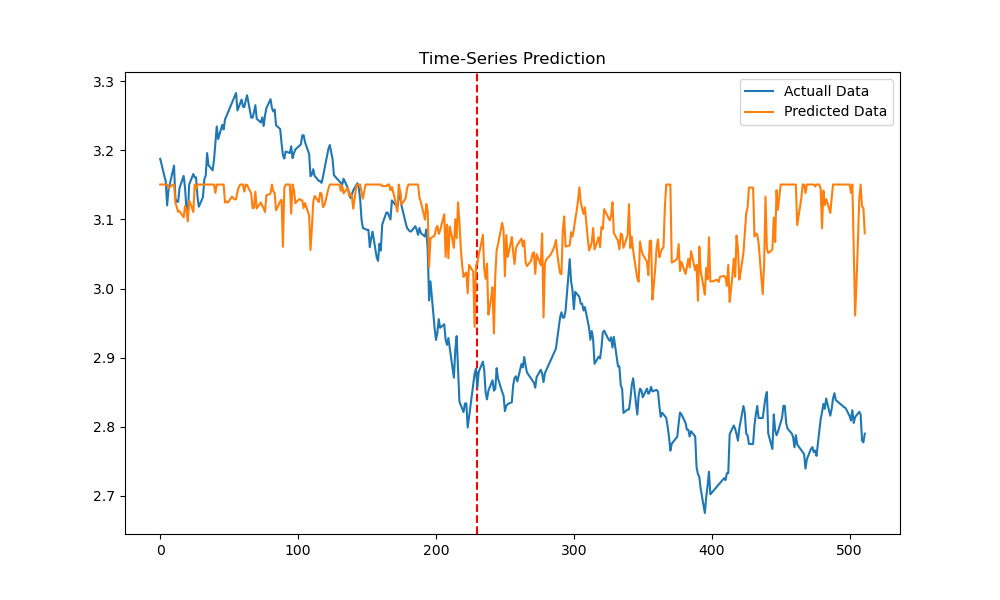 Time-Series Prediction
Actuall Data
Predicted Data
3.3
3.2
3.1
3.0
2.9
2.8
2.7
0 100 200 300 400 500